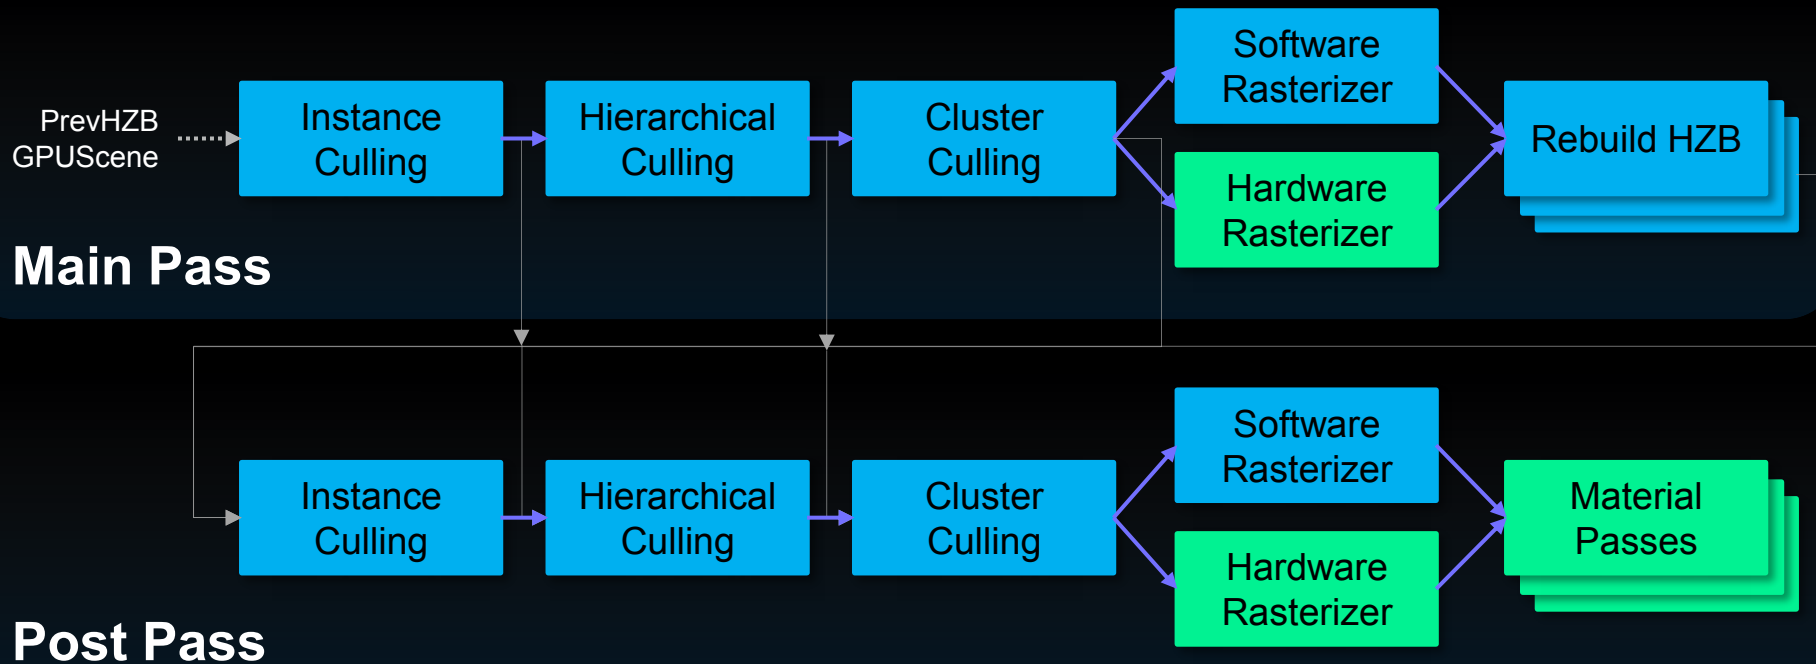 PrevHZB
GPUScene
Instance
Culling
Hierarchical
Culling
Cluster
Culling
Software
Rasterizer
Hardware
Rasterizer
Rebuild HZB
Main Pass
Instance
Culling
Hierarchical
Culling
Cluster
Culling
Software
Rasterizer
Hardware
Rasterizer
Material
Passes
Post Pass